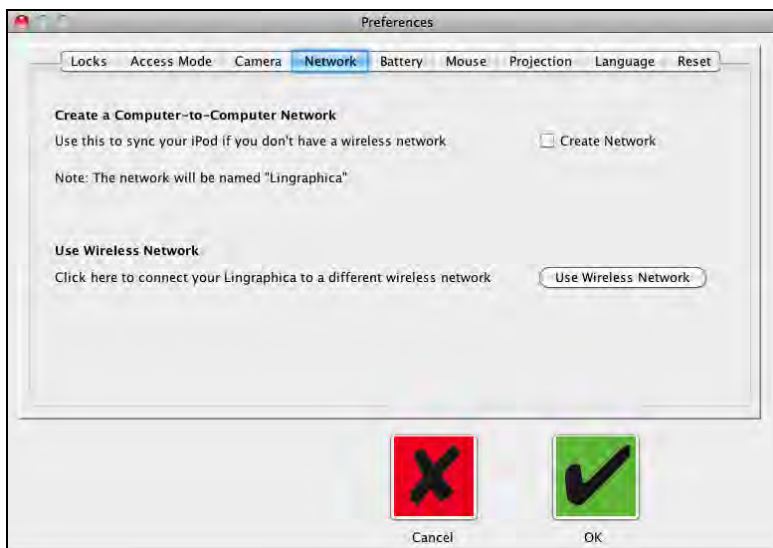 Preferences
Locks Access Mode Camera Network Battery Mouse Projection Language Reset
Create a Computer-to-Computer Network
Use this to sync your iPod if you don't have a wireless network Create Network
Note: The network will be named "Lingraphica"
Use Wireless Network
Click here to connect your Lingraphica to a different wireless network Use Wireless Network
Cancel OK